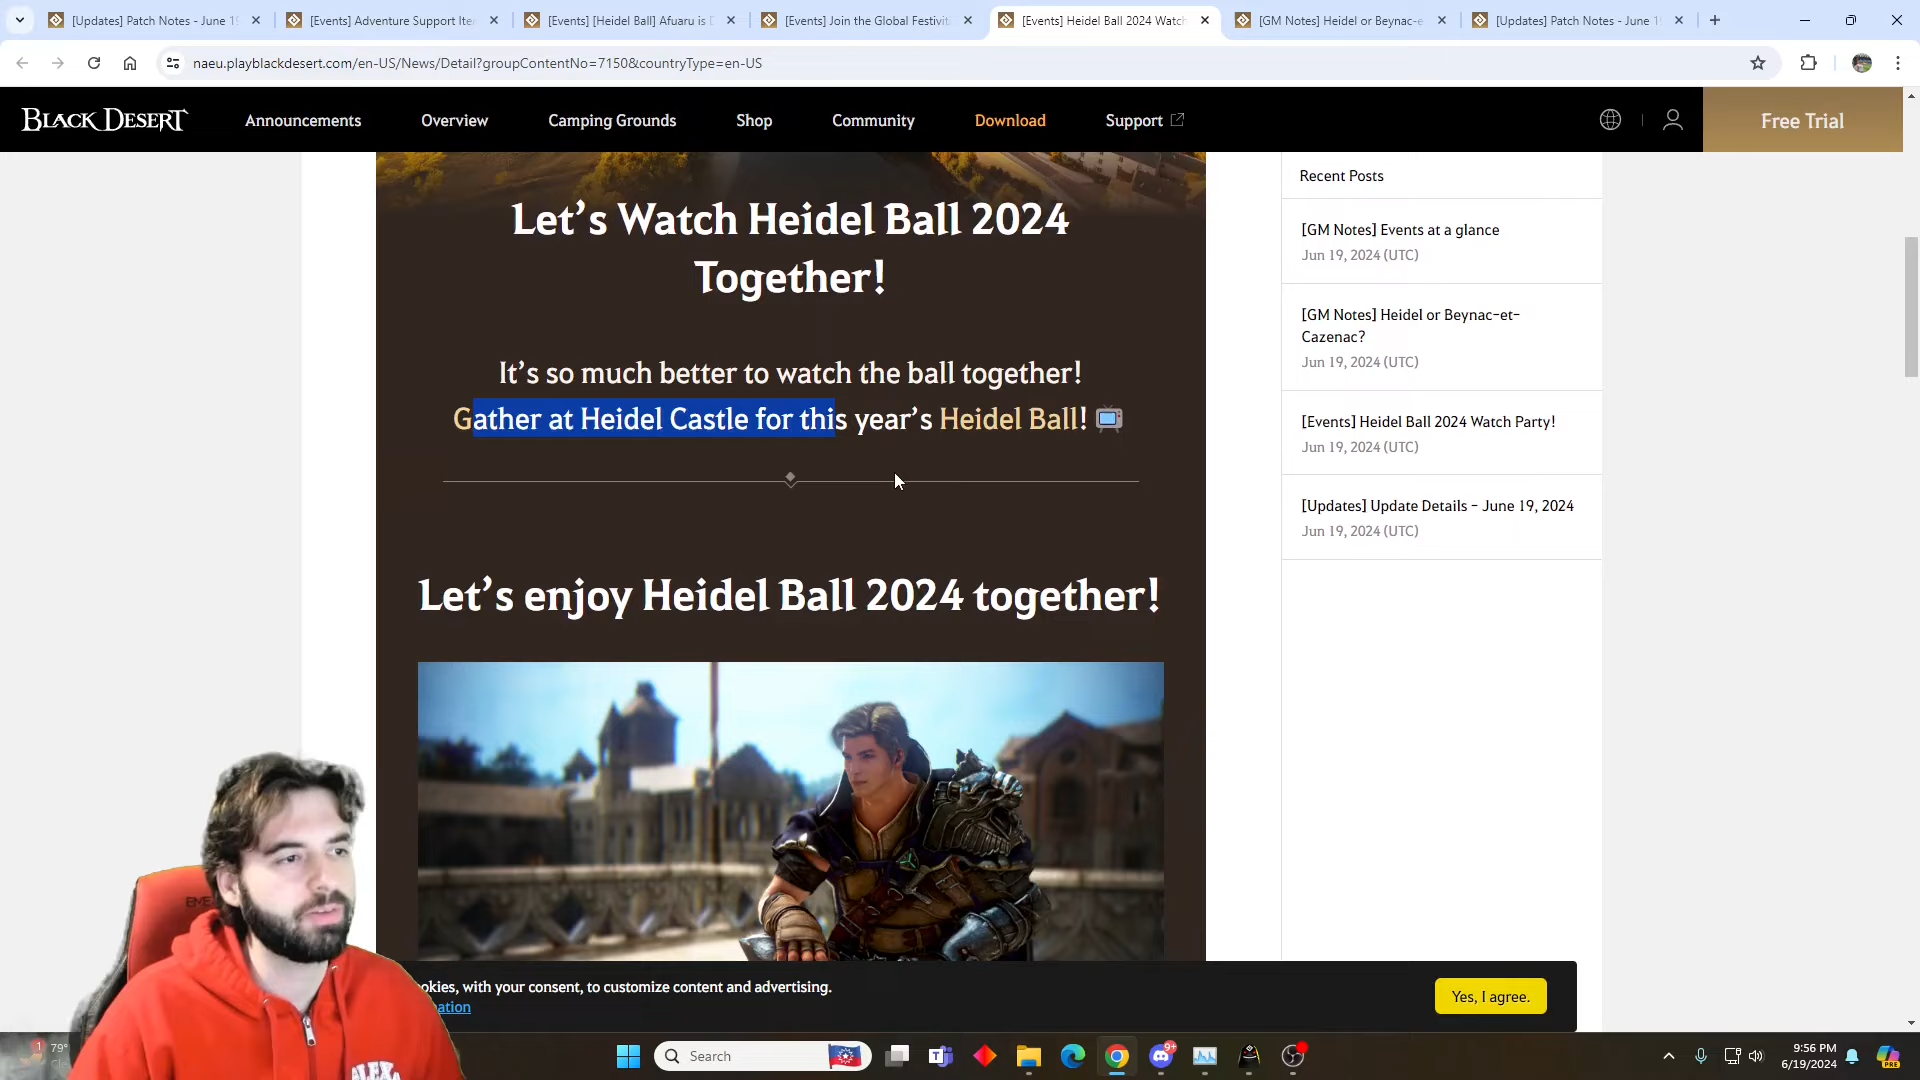 [Updates] Patch Notes - June 19
[Events] Adventure Support Item
[Events] [Heidel Ball] Afuaru is D
[Events] Join the Global Festiviti
[Events] Heidel Ball 2024 Watch
[GM Notes] Heidel or Beynac-e
[Updates] Patch Notes - June 1
naeu.playblackdesert.com/en-US/News/Detail?groupContentNo=7150&countryType=en-US
BLACK DESERT
Announcements
Overview
Camping Grounds
Shop
Community
Download
Support
Free Trial
Let's Watch Heidel Ball 2024
Together!
It's so much better to watch the ball together!
Gather at Heidel Castle for this year's Heidel Ball!
Let's enjoy Heidel Ball 2024 together!
Recent Posts
[GM Notes] Events at a glance
Jun 19, 2024 (UTC)
[GM Notes] Heidel or Beynac-et-
Cazenac?
Jun 19, 2024 (UTC)
[Events] Heidel Ball 2024 Watch Party!
Jun 19, 2024 (UTC)
[Updates] Update Details - June 19, 2024
Jun 19, 2024 (UTC)
okies, with your consent, to customize content and advertising.
ation
Yes, I agree.
1
79°
Search
9+
9:56 PM
6/19/2024
PRE